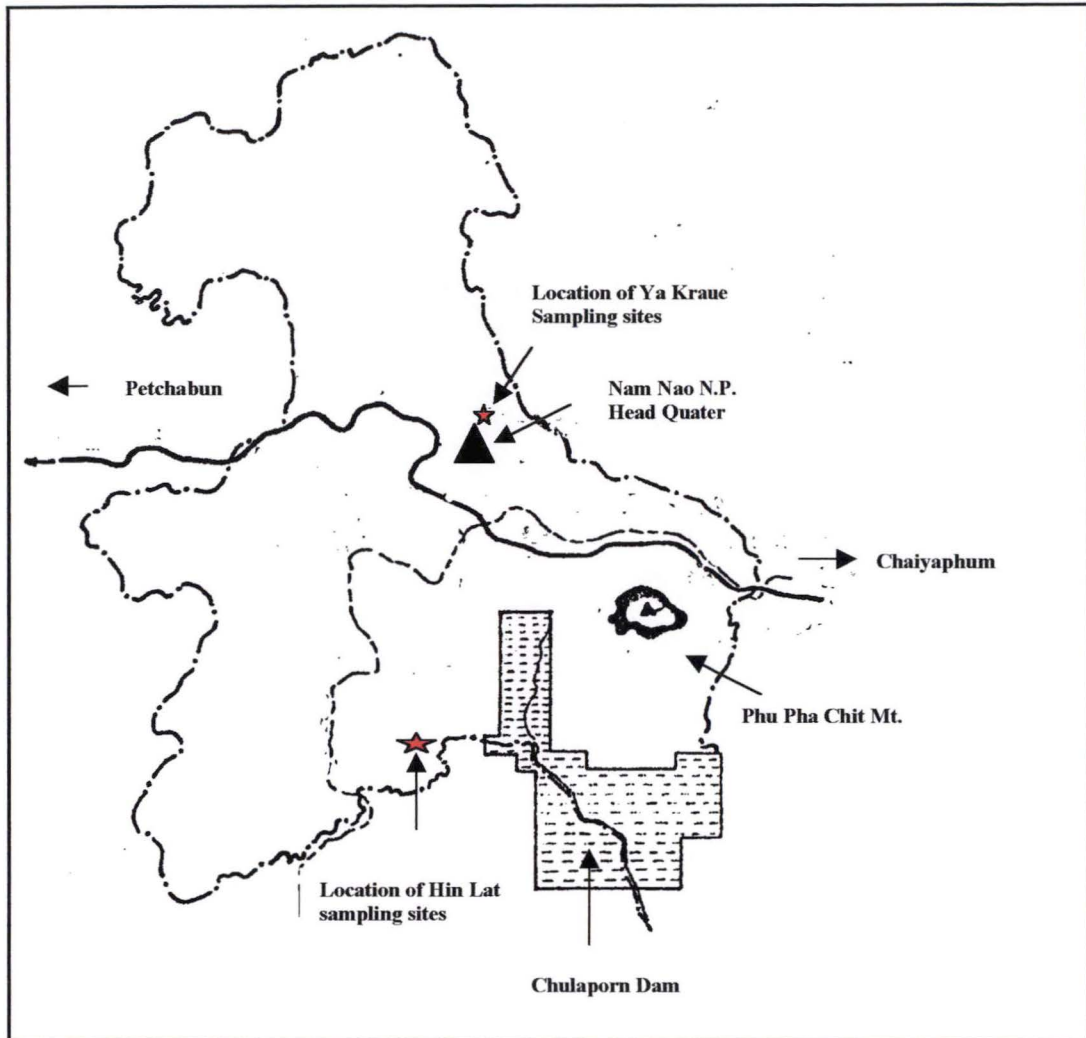 Location of Ya Kraue
Sampling sites
Petchabun
Nam Nao N.P.
Head Quater
Chaiyaphum
Phu Pha Chit Mt.
Location of Hin Lat
sampling sites
Chulaporn Dam